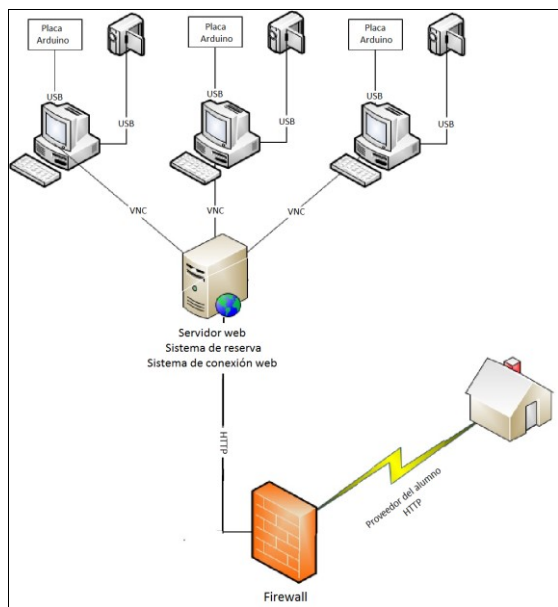 Placa
Arduino
Placa
Arduino
Placa
Arduino
USB
USB
USB
USB
USB
USB
VNC
VNC
VNC
Servidor web
Sistema de reserva
Sistema de conexión web
HTTP
Proveedor del alumno
HTTP
Firewall